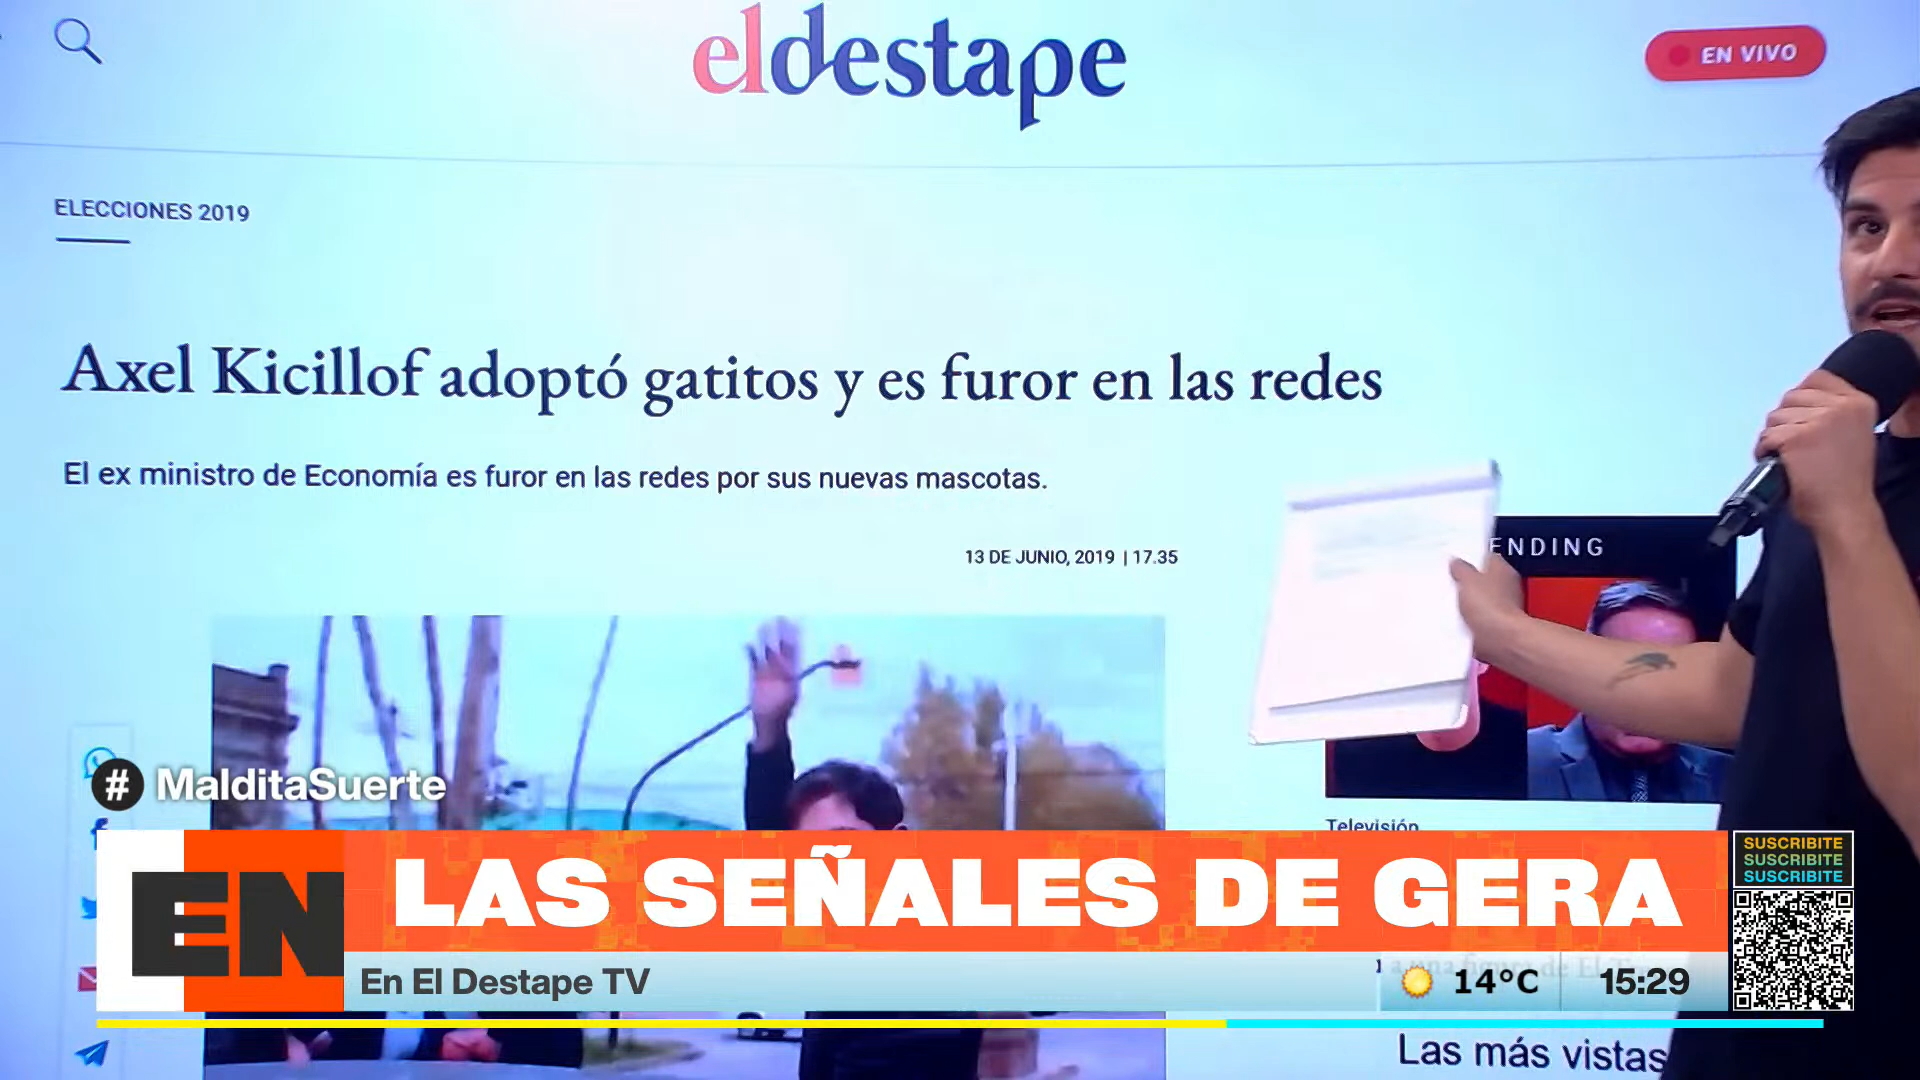 eldestape
EN VIVO
ELECCIONES 2019
Axel Kicillof adoptó gatitos y es furor en las redes
El ex ministro de Economía es furor en las redes por sus nuevas mascotas.
13 DE JUNIO, 2019 | 17.35
ENDING
# MalditaSuerte
Televisión
EN
LAS SEÑALES DE GERA
SUSCRIBITE
SUSCRIBITE
SUSCRIBITE
En El Destape TV
14°C
15:29
Las más vistas